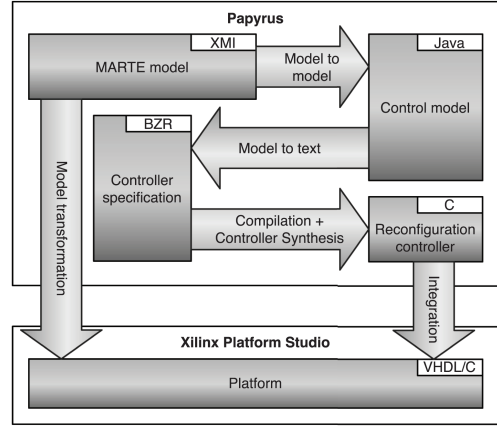 Papyrus
XMI
MARTE model
Model to
model
Java
Control model
BZR
Controller
specification
Model to text
Model transformation
Compilation +
Controller Synthesis
C
Reconfiguration
controller
Integration
Xilinx Platform Studio
VHDL/C
Platform